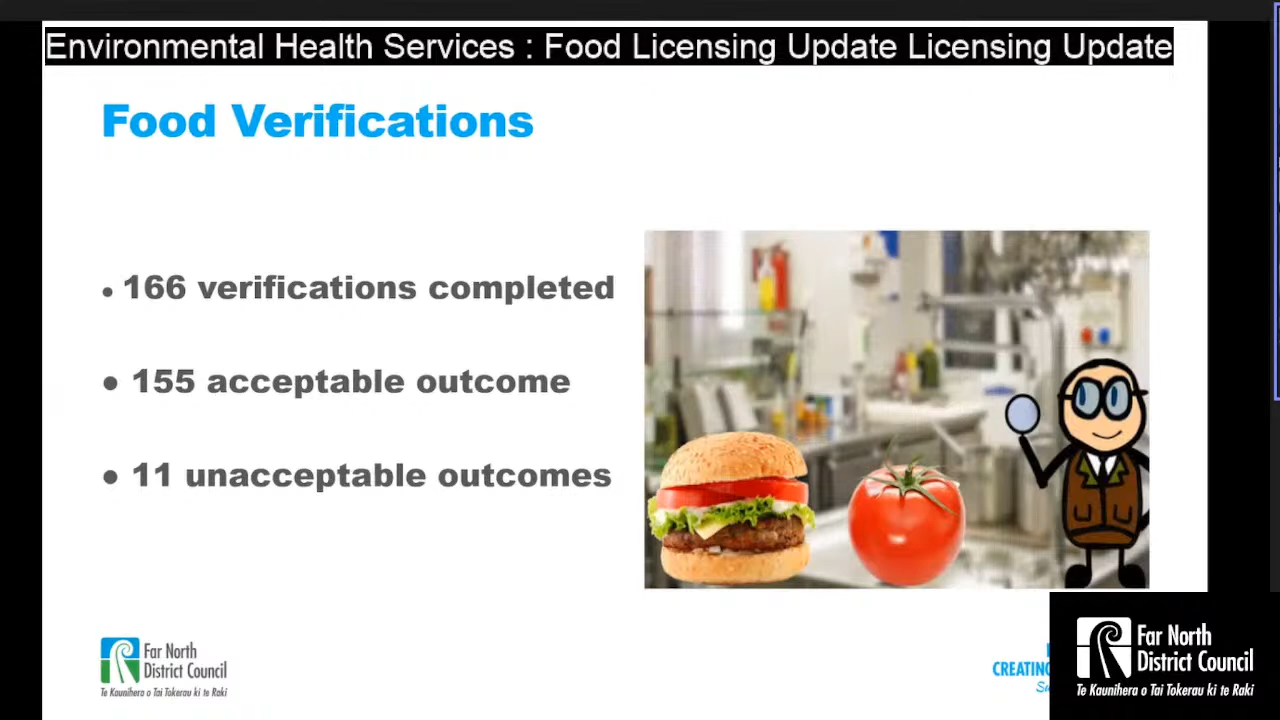 Environmental Health Services : Food Licensing Update Licensing Update
Food Verifications
• 166 verifications completed
• 155 acceptable outcome
• 11 unacceptable outcomes
Far North
District Council
Te Kaunihera o Tai Tokerau ki te Raki
CREATING
Far North
District Council
Te Kaunihera o Tai Tokerau ki te Raki